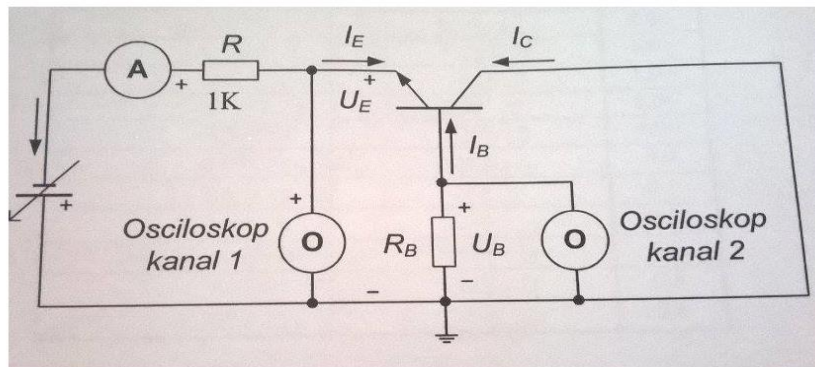 A
R
1K
+
I_E
+
U_E
I_C
I_B
+
+
Osciloskop
kanal 1
+
O
R_B
+
U_B
O
Osciloskop
kanal 2
−
−